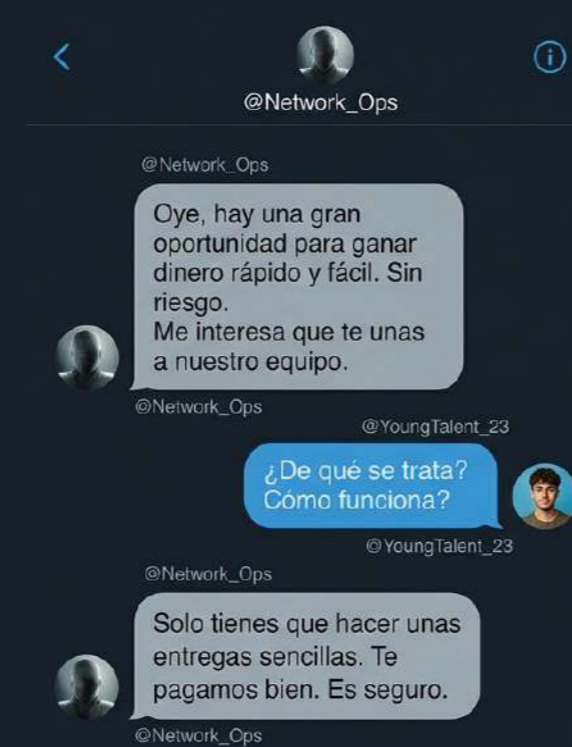 @Network_Ops
@Network_Ops
Oye, hay una gran
oportunidad para ganar
dinero rápido y fácil. Sin
riesgo.
Me interesa que te unas
a nuestro equipo.
@Network_Ops
@YoungTalent_23
¿De qué se trata?
Cómo funciona?
@YoungTalent_23
@Network_Ops
Solo tienes que hacer unas
entregas sencillas. Te
pagamos bien. Es seguro.
@Network_Ops